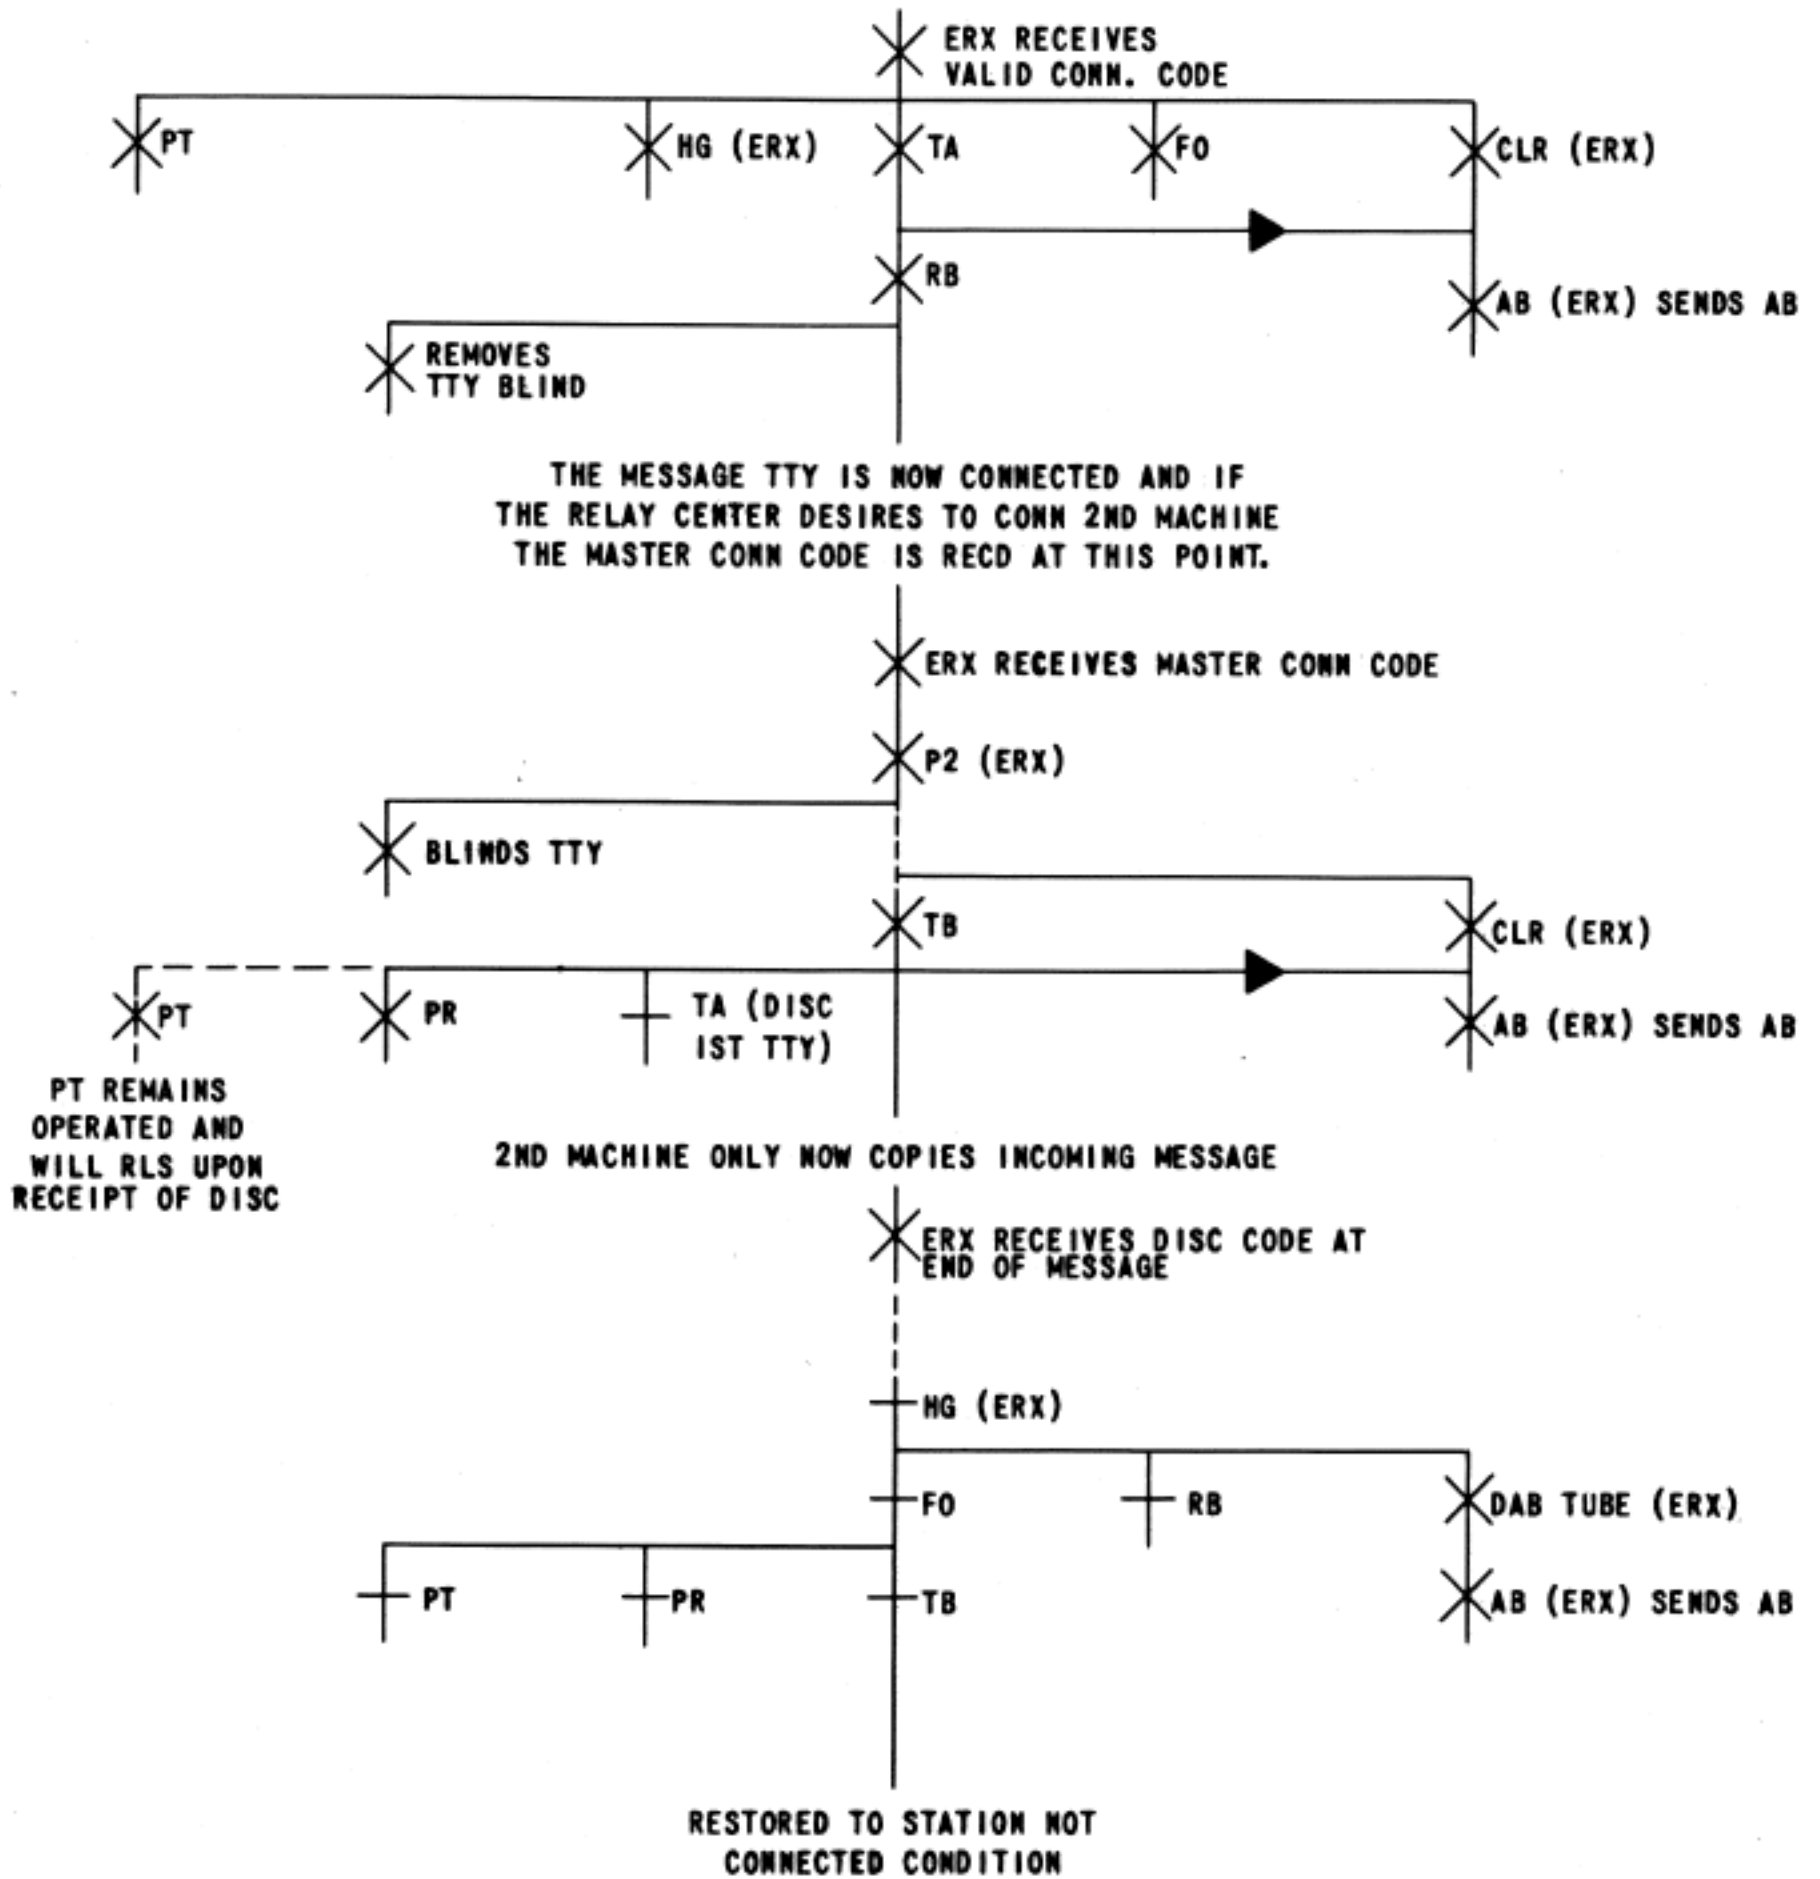 ERX RECEIVES
VALID CONN. CODE
PT
HG (ERX)
TA
FO
CLR (ERX)
RB
AB (ERX) SENDS AB
REMOVES
TTY BLIND
THE MESSAGE TTY IS NOW CONNECTED AND IF
THE RELAY CENTER DESIRES TO CONN 2ND MACHINE
THE MASTER CONN CODE IS RECD AT THIS POINT.
ERX RECEIVES MASTER CONN CODE
P2 (ERX)
BLINDS TTY
TB
CLR (ERX)
PT
PR
TA (DISC
IST TTY)
AB (ERX) SENDS AB
PT REMAINS
OPERATED AND
WILL RLS UPON
RECEIPT OF DISC
2ND MACHINE ONLY NOW COPIES INCOMING MESSAGE
ERX RECEIVES DISC CODE AT
END OF MESSAGE
HG (ERX)
FO
RB
DAB TUBE (ERX)
PT
PR
TB
AB (ERX) SENDS AB
RESTORED TO STATION NOT
CONNECTED CONDITION